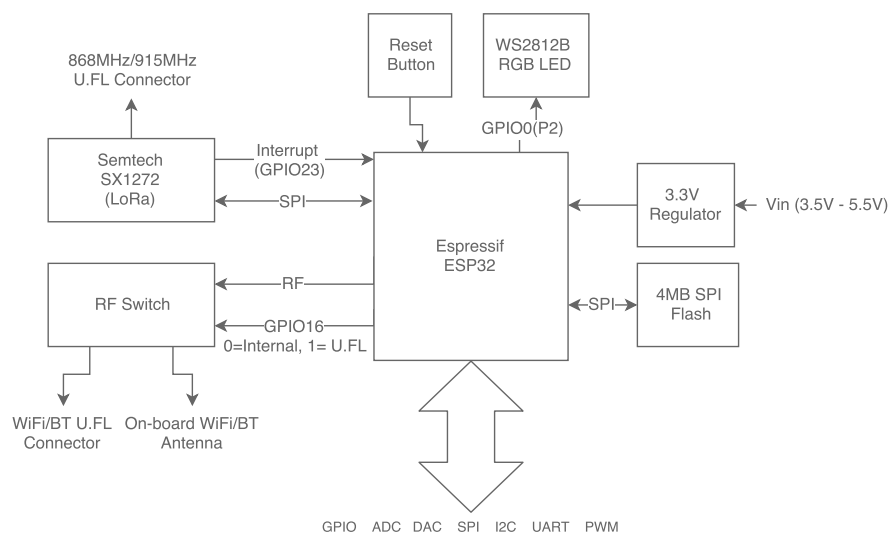 868MHz/915MHz
U.FL Connector
Reset
Button
WS2812B
RGB LED
GPIO0(P2)
Semtech
SX1272
(LoRa)
Interrupt
(GPIO23)
SPI
Espressif
ESP32
3.3V
Regulator
Vin (3.5V - 5.5V)
RF Switch
RF
GPIO16
0=Internal, 1= U.FL
SPI
4MB SPI
Flash
WiFi/BT U.FL
Connector
On-board WiFi/BT
Antenna
GPIO ADC DAC SPI I2C UART PWM